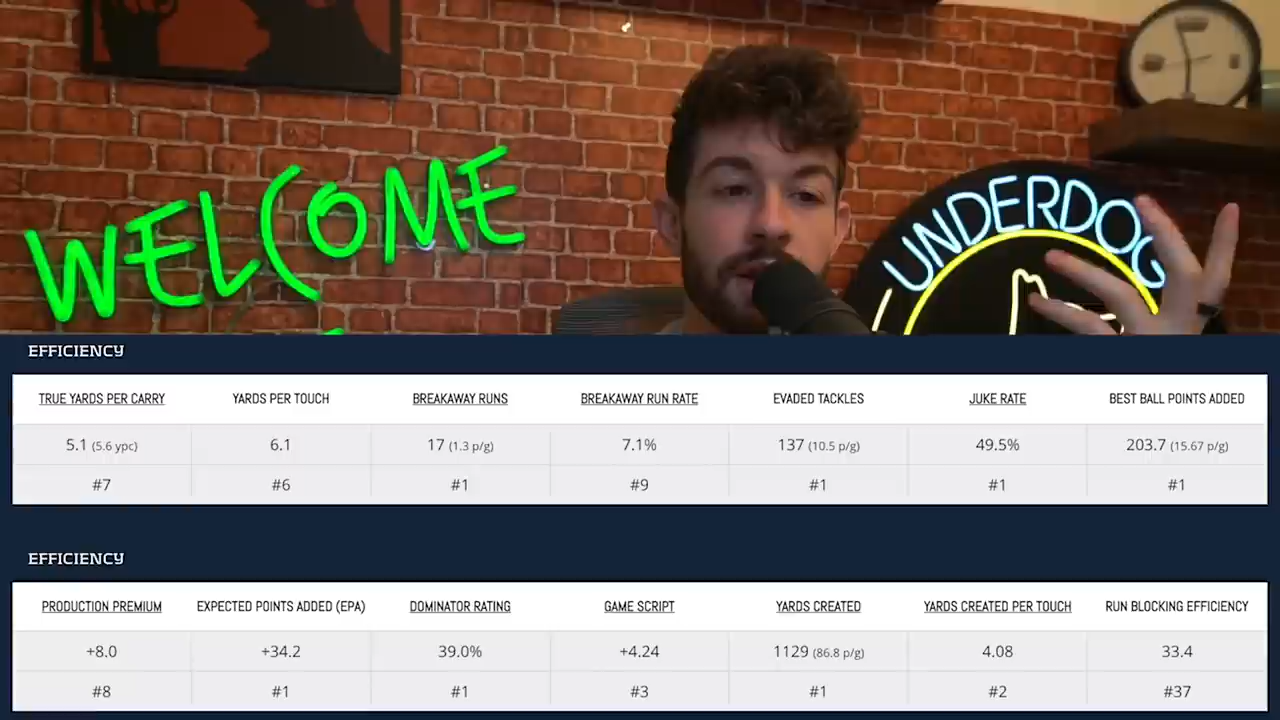 WELCOME
UNDERDOG
EFFICIENCY
TRUE YARDS PER CARRY YARDS PER TOUCH BREAKAWAY RUNS BREAKAWAY RUN RATE EVADED TACKLES JUKE RATE BEST BALL POINTS ADDED
5.1 (5.6 ypc) 6.1 17 (1.3 p/g) 7.1% 137 (10.5 p/g) 49.5% 203.7 (15.67 p/g)
#7 #6 #1 #9 #1 #1 #1
EFFICIENCY
PRODUCTION PREMIUM EXPECTED POINTS ADDED (EPA) DOMINATOR RATING GAME SCRIPT YARDS CREATED YARDS CREATED PER TOUCH RUN BLOCKING EFFICIENCY
+8.0 +34.2 39.0% +4.24 1129 (86.8 p/g) 4.08 33.4
#8 #1 #1 #3 #1 #2 #37